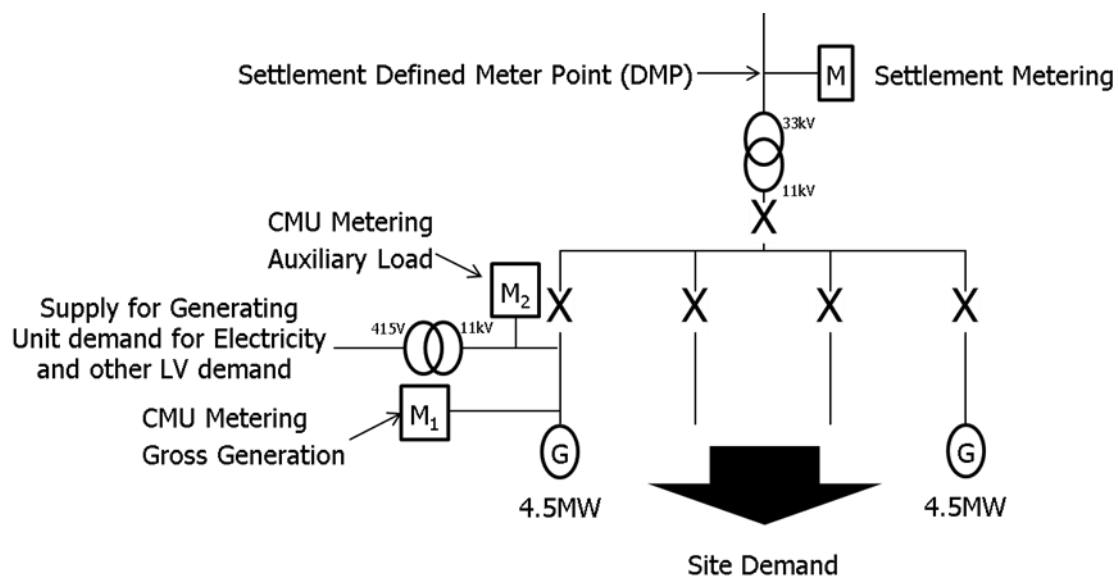 Settlement Defined Meter Point (DMP)
M
Settlement Metering
33kV
11kV
X
CMU Metering
Auxiliary Load
M₂
X
X
X
X
Supply for Generating
Unit demand for Electricity
and other LV demand
415V
11kV
CMU Metering
Gross Generation
M₁
G
4.5MW
G
4.5MW
Site Demand